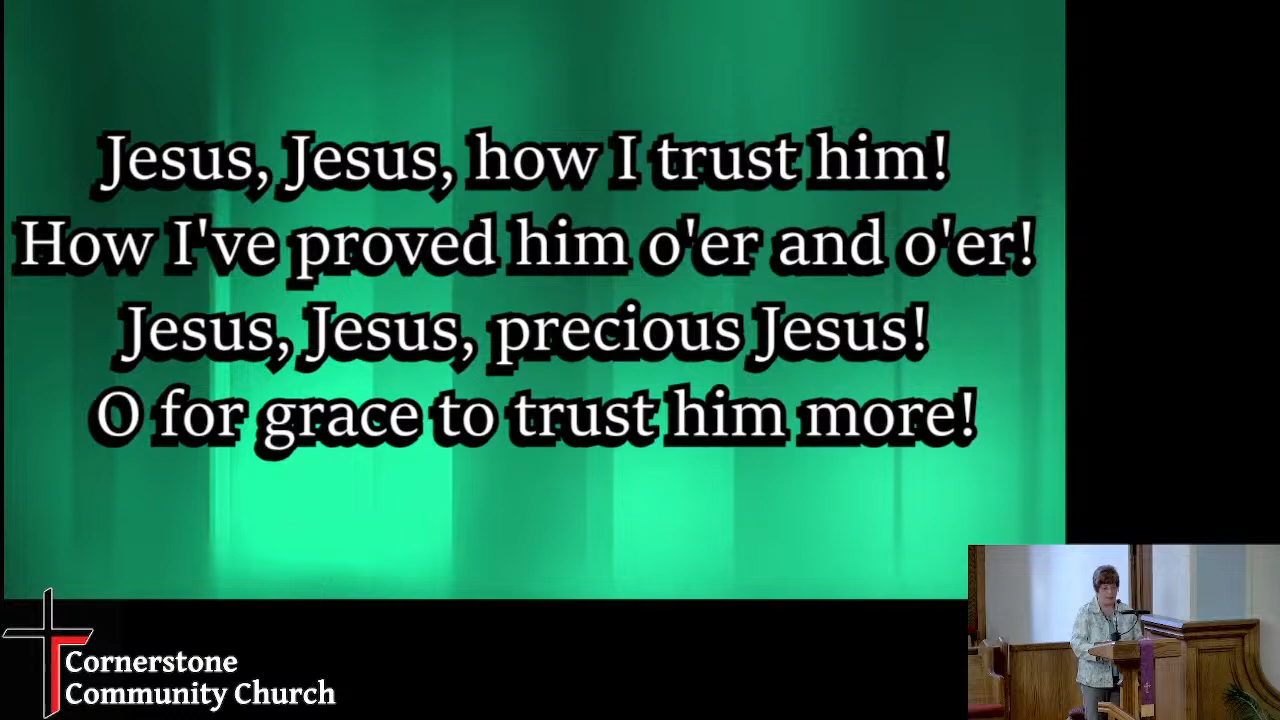 Jesus, Jesus, how I trust him!
How I've proved him o'er and o'er!
Jesus, Jesus, precious Jesus!
O for grace to trust him more!
Cornerstone
Community Church